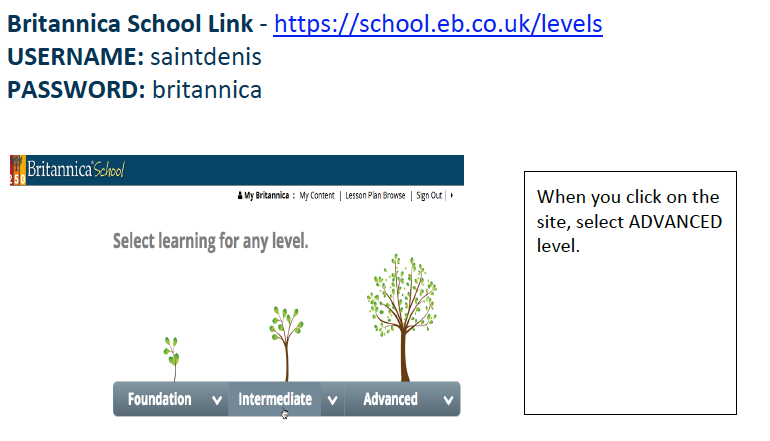 Britannica School Link - https://school.eb.co.uk/levels
USERNAME: saintdenis
PASSWORD: britannica
250 Britannica School
My Britannica : My Content | Lesson Plan Browse | Sign Out |
Select learning for any level.
Foundation Intermediate Advanced
When you click on the
site, select ADVANCED
level.